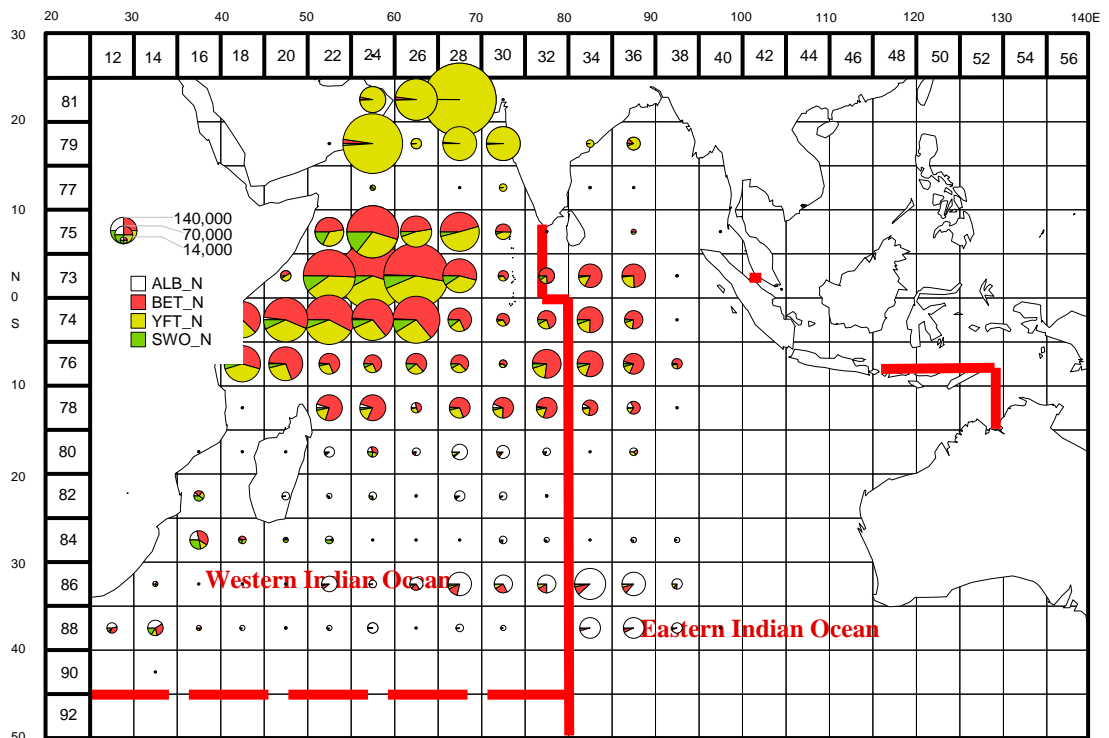 30 20 30 40 50 60 70 80 90 100 110 120 130 140E
12 14 16 18 20 22 24 26 28 30 32 34 36 38 42 44 46 48 50 52 54 56
81
20
79
77
10
75
140,000
70,000
14,000
N
73
0
S
ALB_N
BET_N
YFT_N
SWO_N
74
76
10
78
80
20
82
84
30
86
Western Indian Ocean
88
Eastern Indian Ocean
40
90
92
50